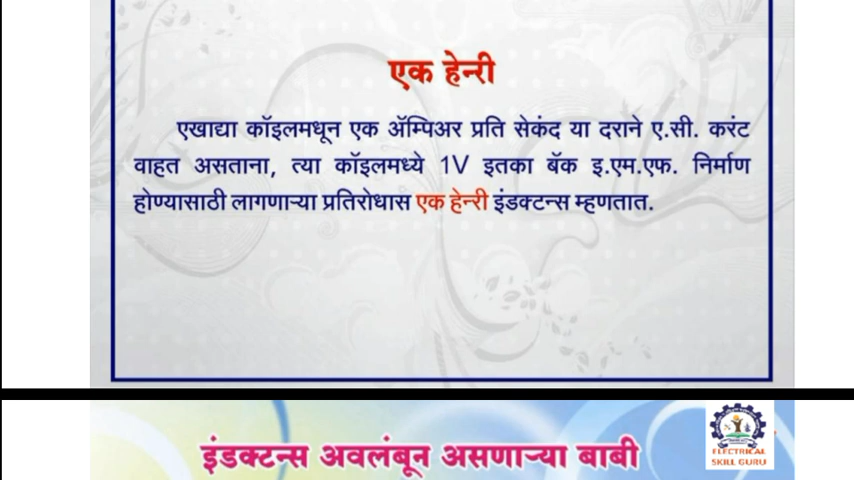 एक हेन्री
एखाद्या कॉइलमधून एक ॲम्पिअर प्रति सेकंद या दराने ए.सी. करंट
वाहत असताना, त्या कॉइलमध्ये 1V इतका बॅक इ.एम.एफ. निर्माण
होण्यासाठी लागणाऱ्या प्रतिरोधास एक हेन्री इंडक्टन्स म्हणतात.
इंडक्टन्स अवलंबून असणाऱ्या बाबी
ELECTRICAL
SKILL GURU